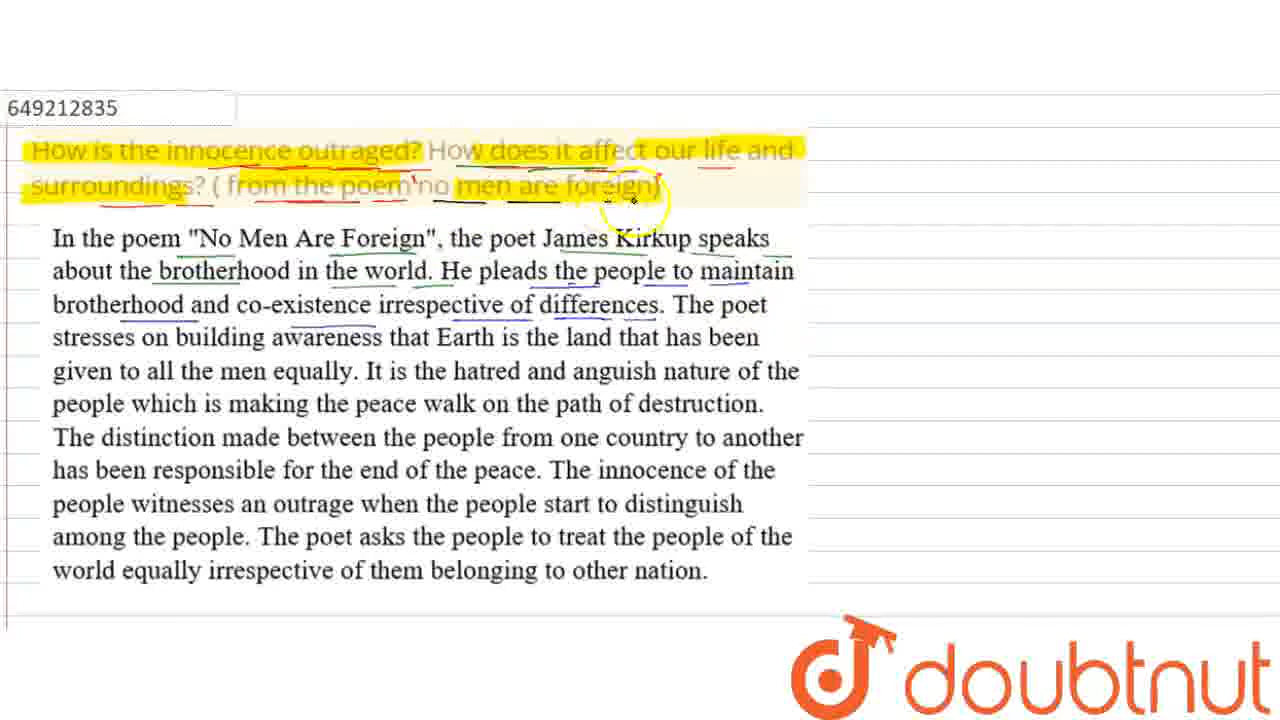 649212835
How is the innocence outraged? How does it affect our life and
surroundings? ( from the poem 'no men are foreign)'
In the poem "No Men Are Foreign", the poet James Kirkup speaks
about the brotherhood in the world. He pleads the people to maintain
brotherhood and co-existence irrespective of differences. The poet
stresses on building awareness that Earth is the land that has been
given to all the men equally. It is the hatred and anguish nature of the
people which is making the peace walk on the path of destruction.
The distinction made between the people from one country to another
has been responsible for the end of the peace. The innocence of the
people witnesses an outrage when the people start to distinguish
among the people. The poet asks the people to treat the people of the
world equally irrespective of them belonging to other nation.
doubtnut